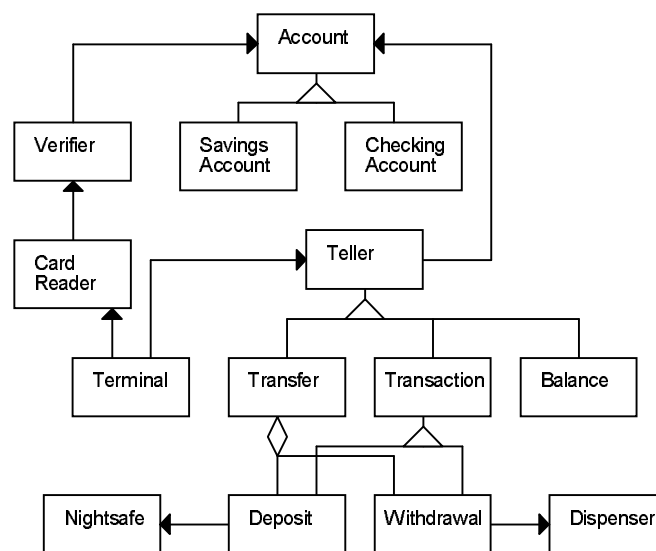 Account
Verifier
Savings
Account
Checking
Account
Teller
Card
Reader
Terminal
Transfer
Transaction
Balance
Nightsafe
Deposit
Withdrawal
Dispenser